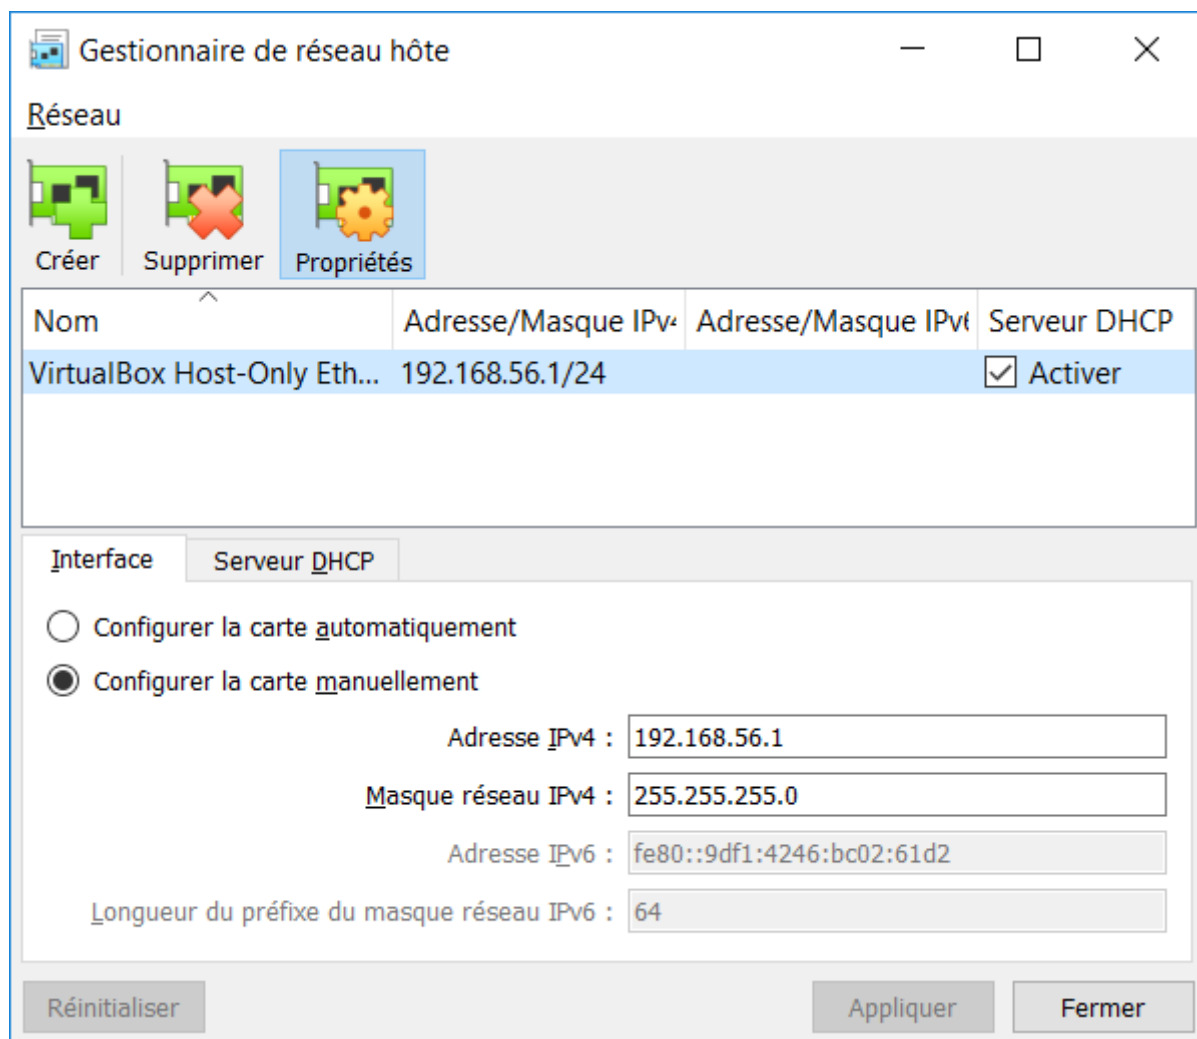 Gestionnaire de réseau hôte
Réseau
Créer Supprimer Propriétés
Nom Adresse/Masque IPv4 Adresse/Masque IPv6 Serveur DHCP
VirtualBox Host-Only Eth... 192.168.56.1/24 Activer
Interface Serveur DHCP
Configurer la carte automatiquement
Configurer la carte manuellement
Adresse IPv4 : 192.168.56.1
Masque réseau IPv4 : 255.255.255.0
Adresse IPv6 : fe80::9df1:4246:bc02:61d2
Longueur du préfixe du masque réseau IPv6 : 64
Réinitialiser Appliquer Fermer